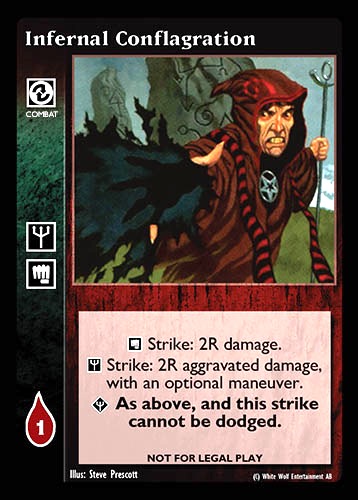 Infernal Conflagration
COMBAT
Strike: 2R damage.
Strike: 2R aggravated damage,
with an optional maneuver.
As above, and this strike
cannot be dodged.
1
NOT FOR LEGAL PLAY
Illus: Steve Prescott
(C) White Wolf Entertainment AB